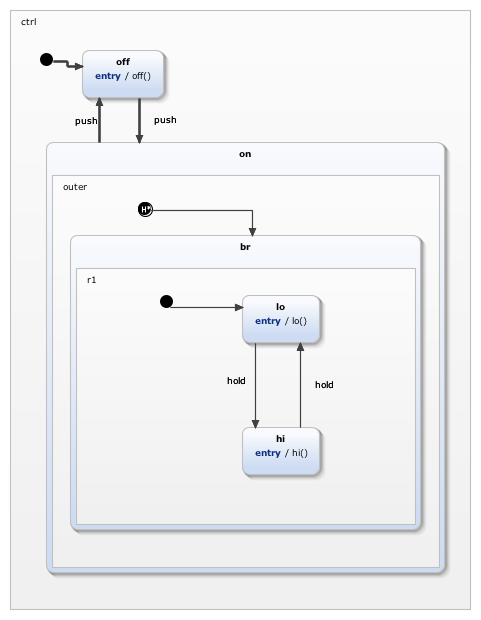 ctrl
off
entry / off()
push
push
on
outer
H*
br
r1
lo
entry / lo()
hold
hold
hi
entry / hi()